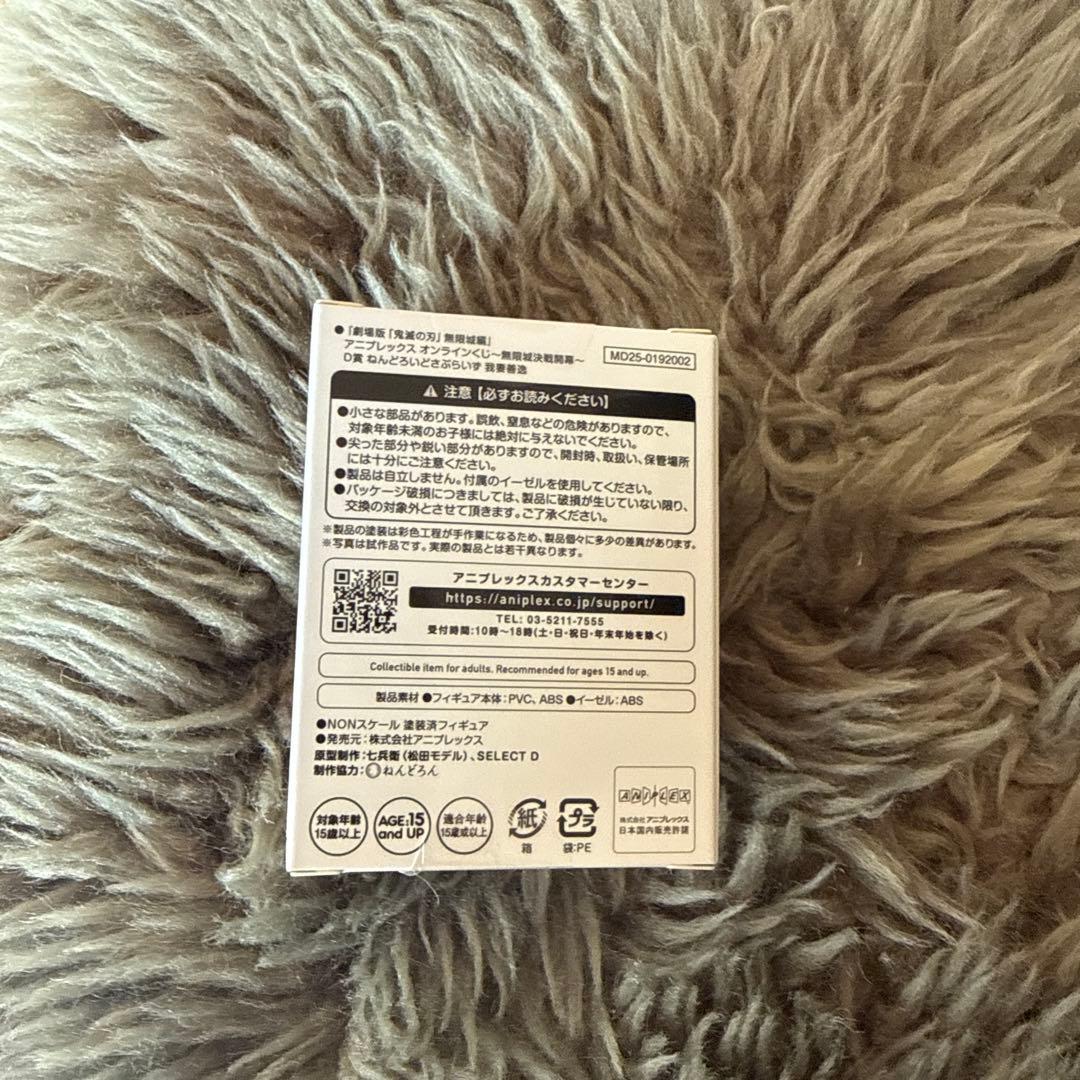 ●「劇場版「鬼滅の刃」無限城編」
アニプレックス オンラインくじ～無限城決戦開幕～
D賞 ねんどろいどさぷらいず 我妻善逸
MD25-0192002
⚠ 注意【必ずお読みください】
●小さな部品があります。誤飲、窒息などの危険がありますので、
対象年齢未満のお子様には絶対に与えないでください。
●尖った部分や鋭い部分がありますので、開封時、取扱い、保管場所
には十分にご注意ください。
●製品は自立しません。付属のイーゼルを使用してください。
●パッケージ破損につきましては、製品に破損が生じていない限り、
交換の対象外とさせて頂きます。ご了承ください。
※製品の塗装は彩色工程が手作業になるため、製品個々に多少の差異があります。
※写真は試作品です。実際の製品とは若干異なります。
アニプレックスカスタマーセンター
https://aniplex.co.jp/support/
TEL: 03-5211-7555
受付時間:10時～18時(土・日・祝日・年末年始を除く)
Collectible item for adults. Recommended for ages 15 and up.
製品素材 ●フィギュア本体:PVC、ABS ●イーゼル:ABS
●NONスケール 塗装済フィギュア
●発売元:株式会社アニプレックス
原型制作:七兵衛(松田モデル)、SELECT D
制作協力:ねんどろん
対象年齢
15歳以上
AGE:15
and UP
適合年齢
15歳或以上
紙
箱
プラ
袋:PE
ANIPLEX
株式会社 アニプレックス
日本国内販売許諾